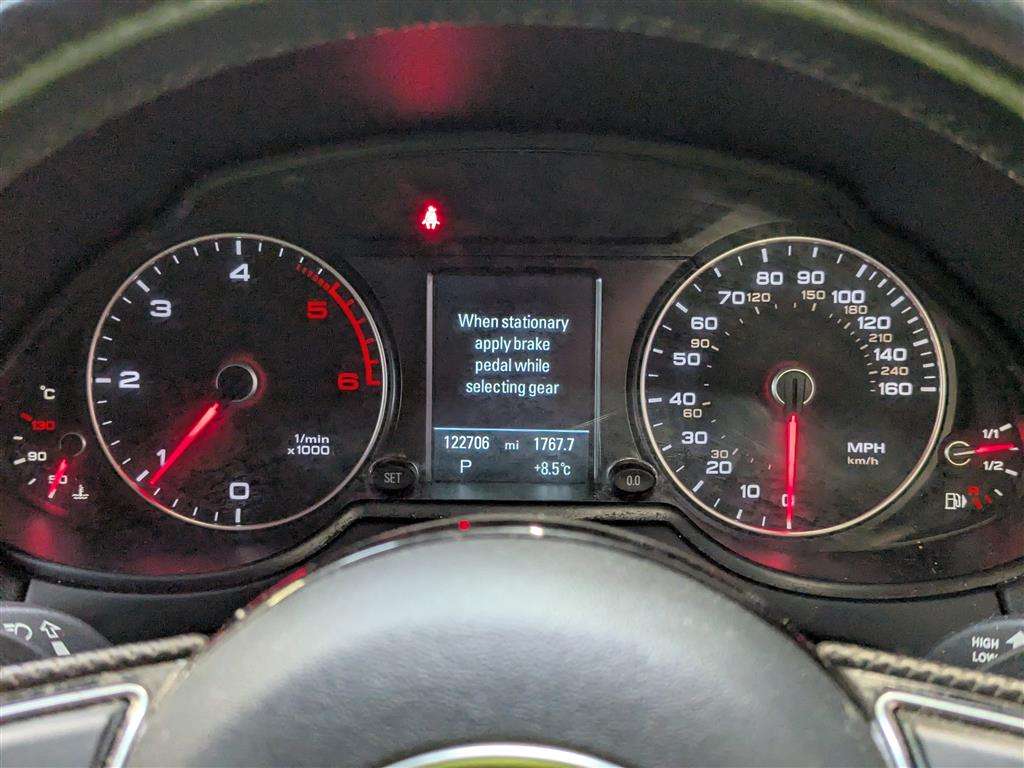 4
3
5
2
6
1/min
x1000
1
0
°C
130
90
50
When stationary
apply brake
pedal while
selecting gear
122706 mi 1767.7
P +8.5°C
SET
0.0
80 90
70 120 150 100
60 180 120
90 210
50 140
240
40 160
60
30 MPH
30 km/h
20
10
0
1/1
1/2
HIGH
LOW